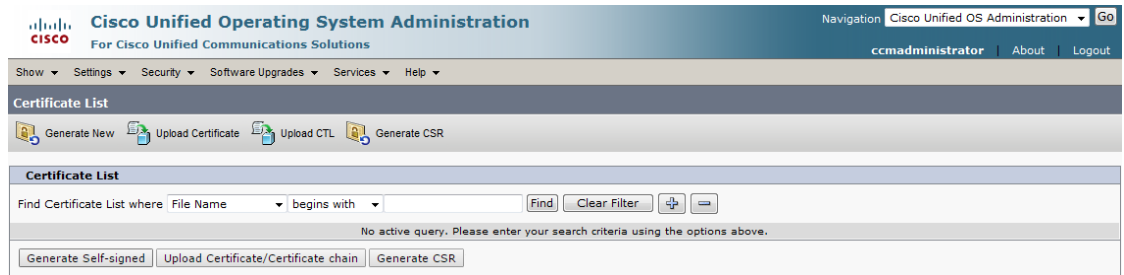 Cisco Unified Operating System Administration
CISCO
For Cisco Unified Communications Solutions
Navigation Cisco Unified OS Administration Go
ccmadministrator | About | Logout
Show Settings Security Software Upgrades Services Help
Certificate List
Generate New Upload Certificate Upload CTL Generate CSR
Certificate List
Find Certificate List where File Name begins with Find Clear Filter
No active query. Please enter your search criteria using the options above.
Generate Self-signed Upload Certificate/Certificate chain Generate CSR